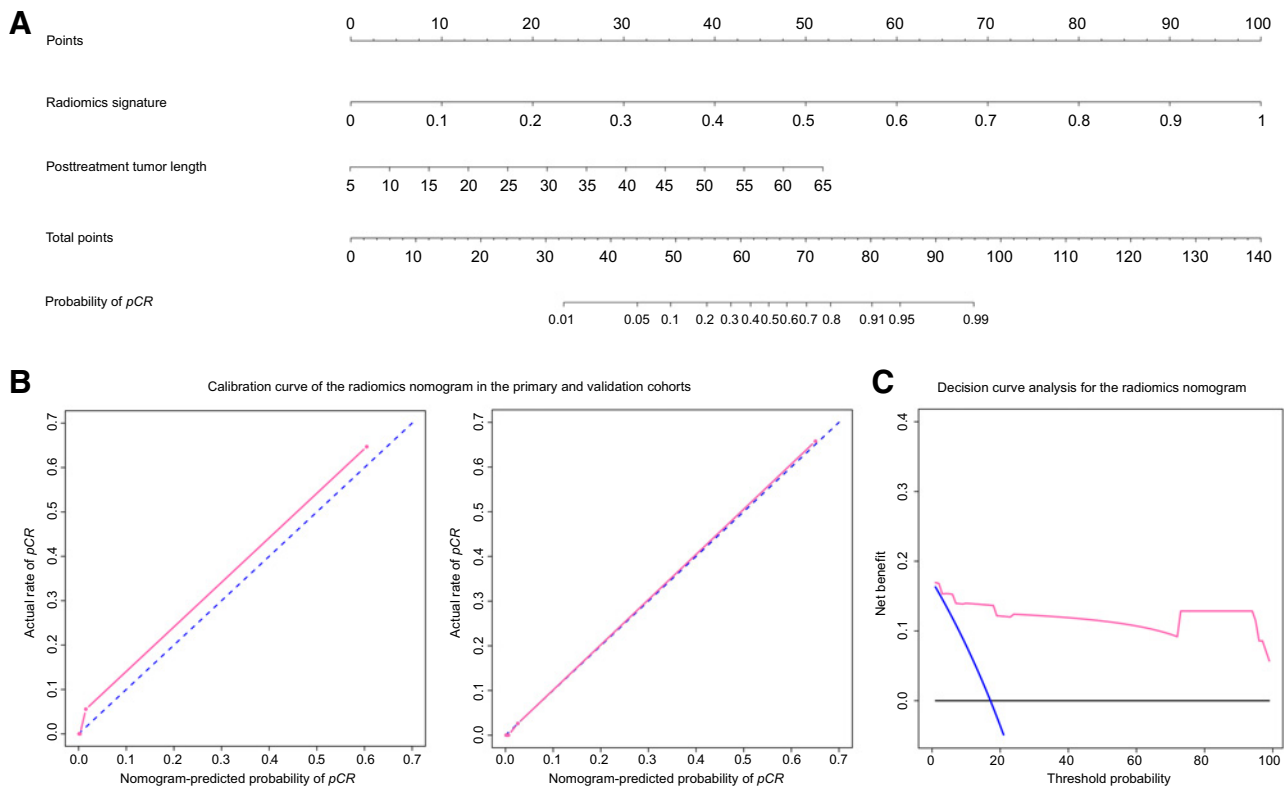 A
Points
0 10 20 30 40 50 60 70 80 90 100
Radiomics signature
0 0.1 0.2 0.3 0.4 0.5 0.6 0.7 0.8 0.9 1
Posttreatment tumor length
5 10 15 20 25 30 35 40 45 50 55 60 65
Total points
0 10 20 30 40 50 60 70 80 90 100 110 120 130 140
Probability of pCR
0.01 0.05 0.1 0.2 0.3 0.4 0.5 0.6 0.7 0.8 0.91 0.95 0.99
B
Calibration curve of the radiomics nomogram in the primary and validation cohorts
Actual rate of pCR
0.7
0.6
0.5
0.4
0.3
0.2
0.1
0.0
0.0 0.1 0.2 0.3 0.4 0.5 0.6 0.7
Nomogram-predicted probability of pCR
Actual rate of pCR
0.7
0.6
0.5
0.4
0.3
0.2
0.1
0.0
0.0 0.1 0.2 0.3 0.4 0.5 0.6 0.7
Nomogram-predicted probability of pCR
C
Decision curve analysis for the radiomics nomogram
Net benefit
0.4
0.3
0.2
0.1
0.0
0 20 40 60 80 100
Threshold probability